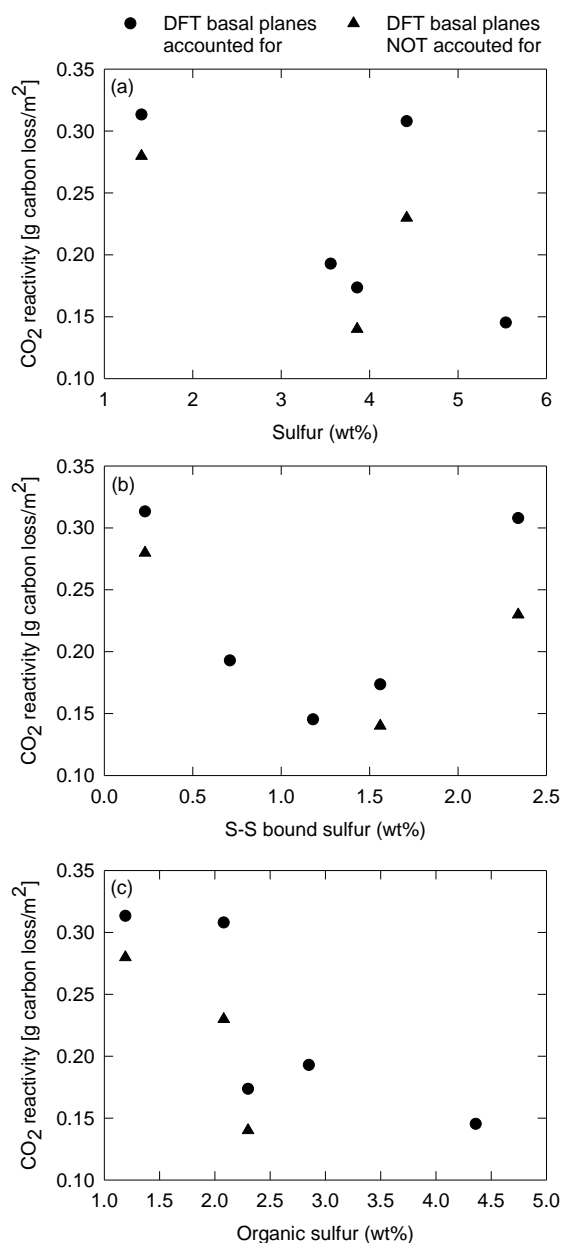 DFT basal planes accounted for
DFT basal planes NOT accouted for
(a)
CO2 reactivity [g carbon loss/m2]
0.35
0.30
0.25
0.20
0.15
0.10
1 2 3 4 5 6
Sulfur (wt%)
(b)
CO2 reactivity [g carbon loss/m2]
0.35
0.30
0.25
0.20
0.15
0.10
0.0 0.5 1.0 1.5 2.0 2.5
S-S bound sulfur (wt%)
(c)
CO2 reactivity [g carbon loss/m2]
0.35
0.30
0.25
0.20
0.15
0.10
1.0 1.5 2.0 2.5 3.0 3.5 4.0 4.5 5.0
Organic sulfur (wt%)